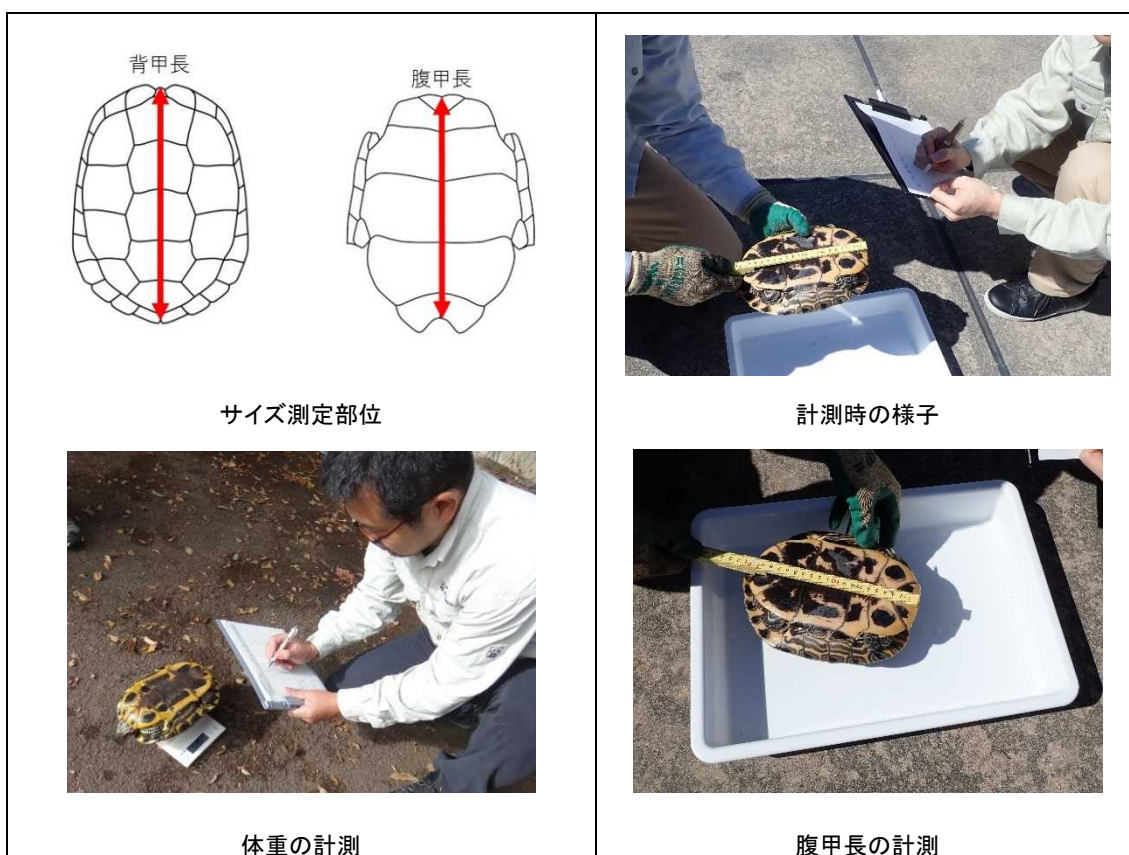 背甲長
腹甲長
サイズ測定部位
計測時の様子
体重の計測
腹甲長の計測